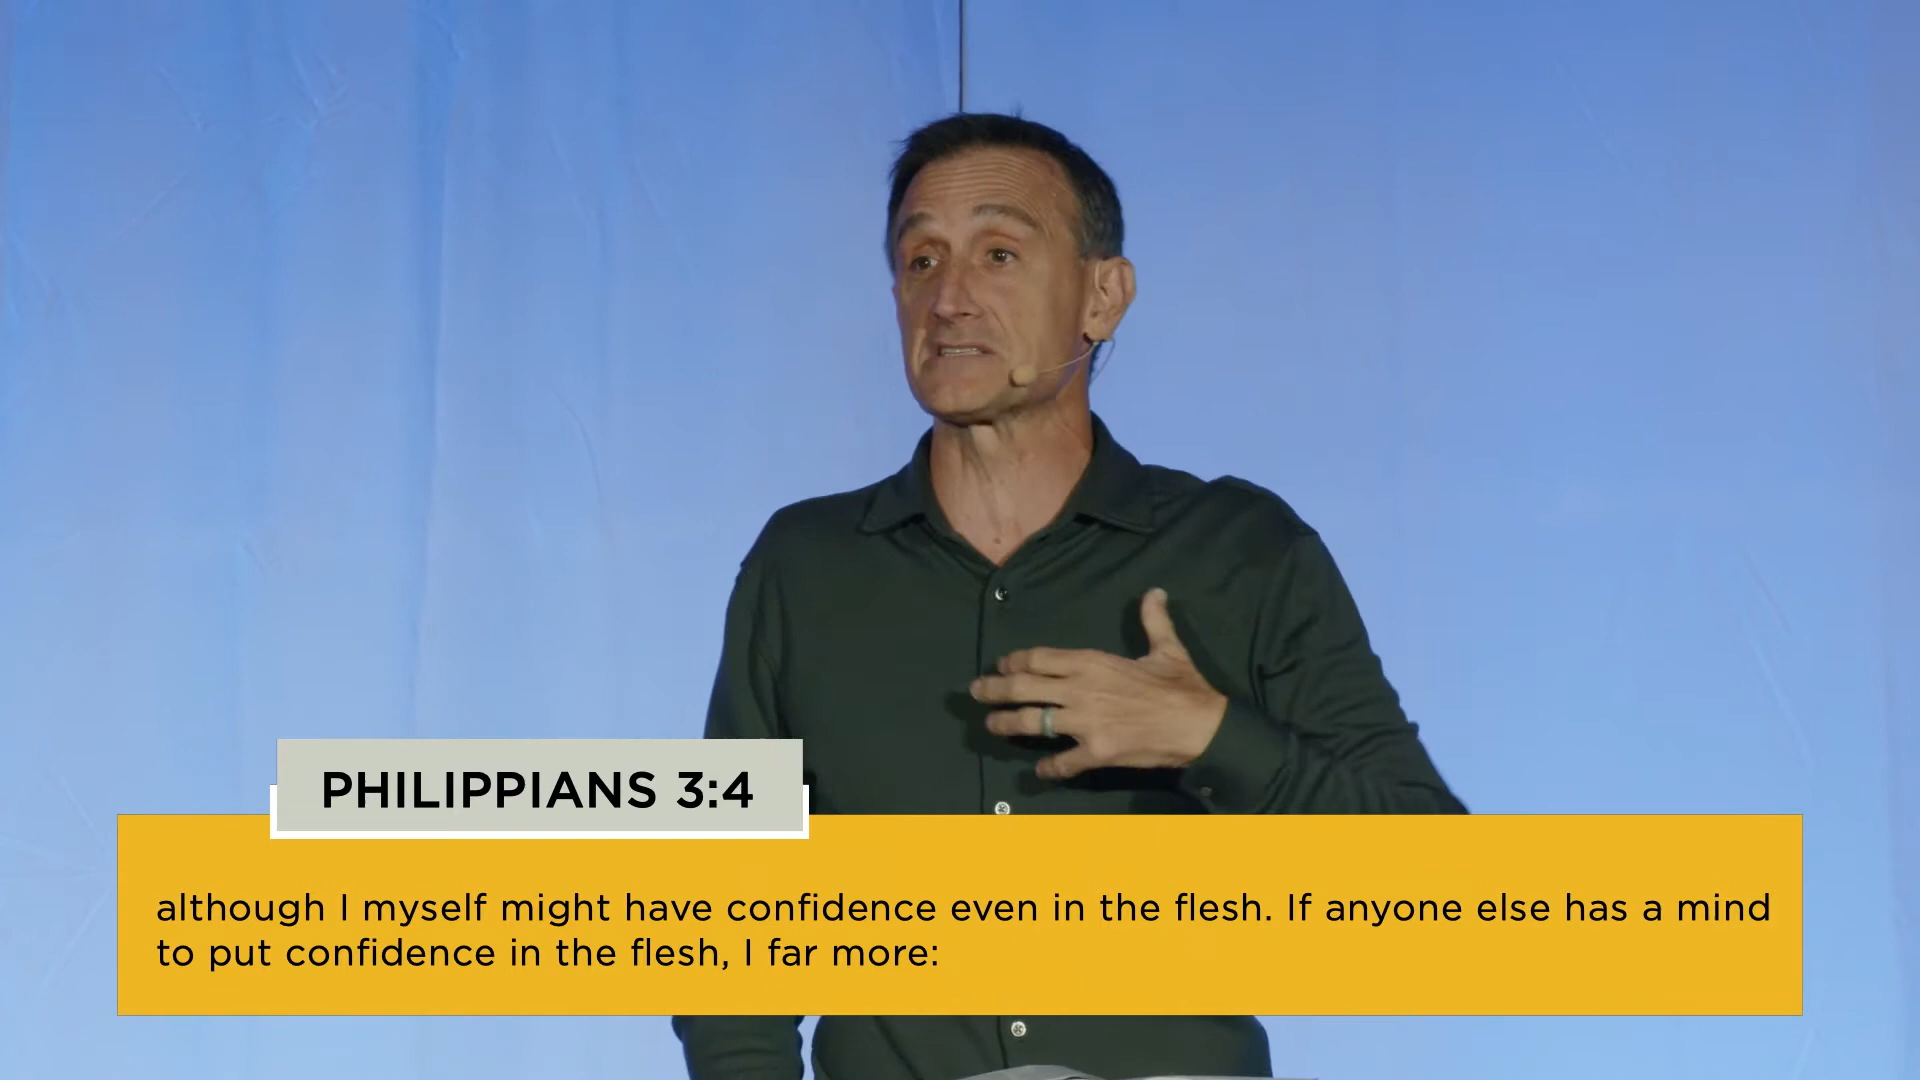 PHILIPPIANS 3:4
although I myself might have confidence even in the flesh. If anyone else has a mind
to put confidence in the flesh, I far more: